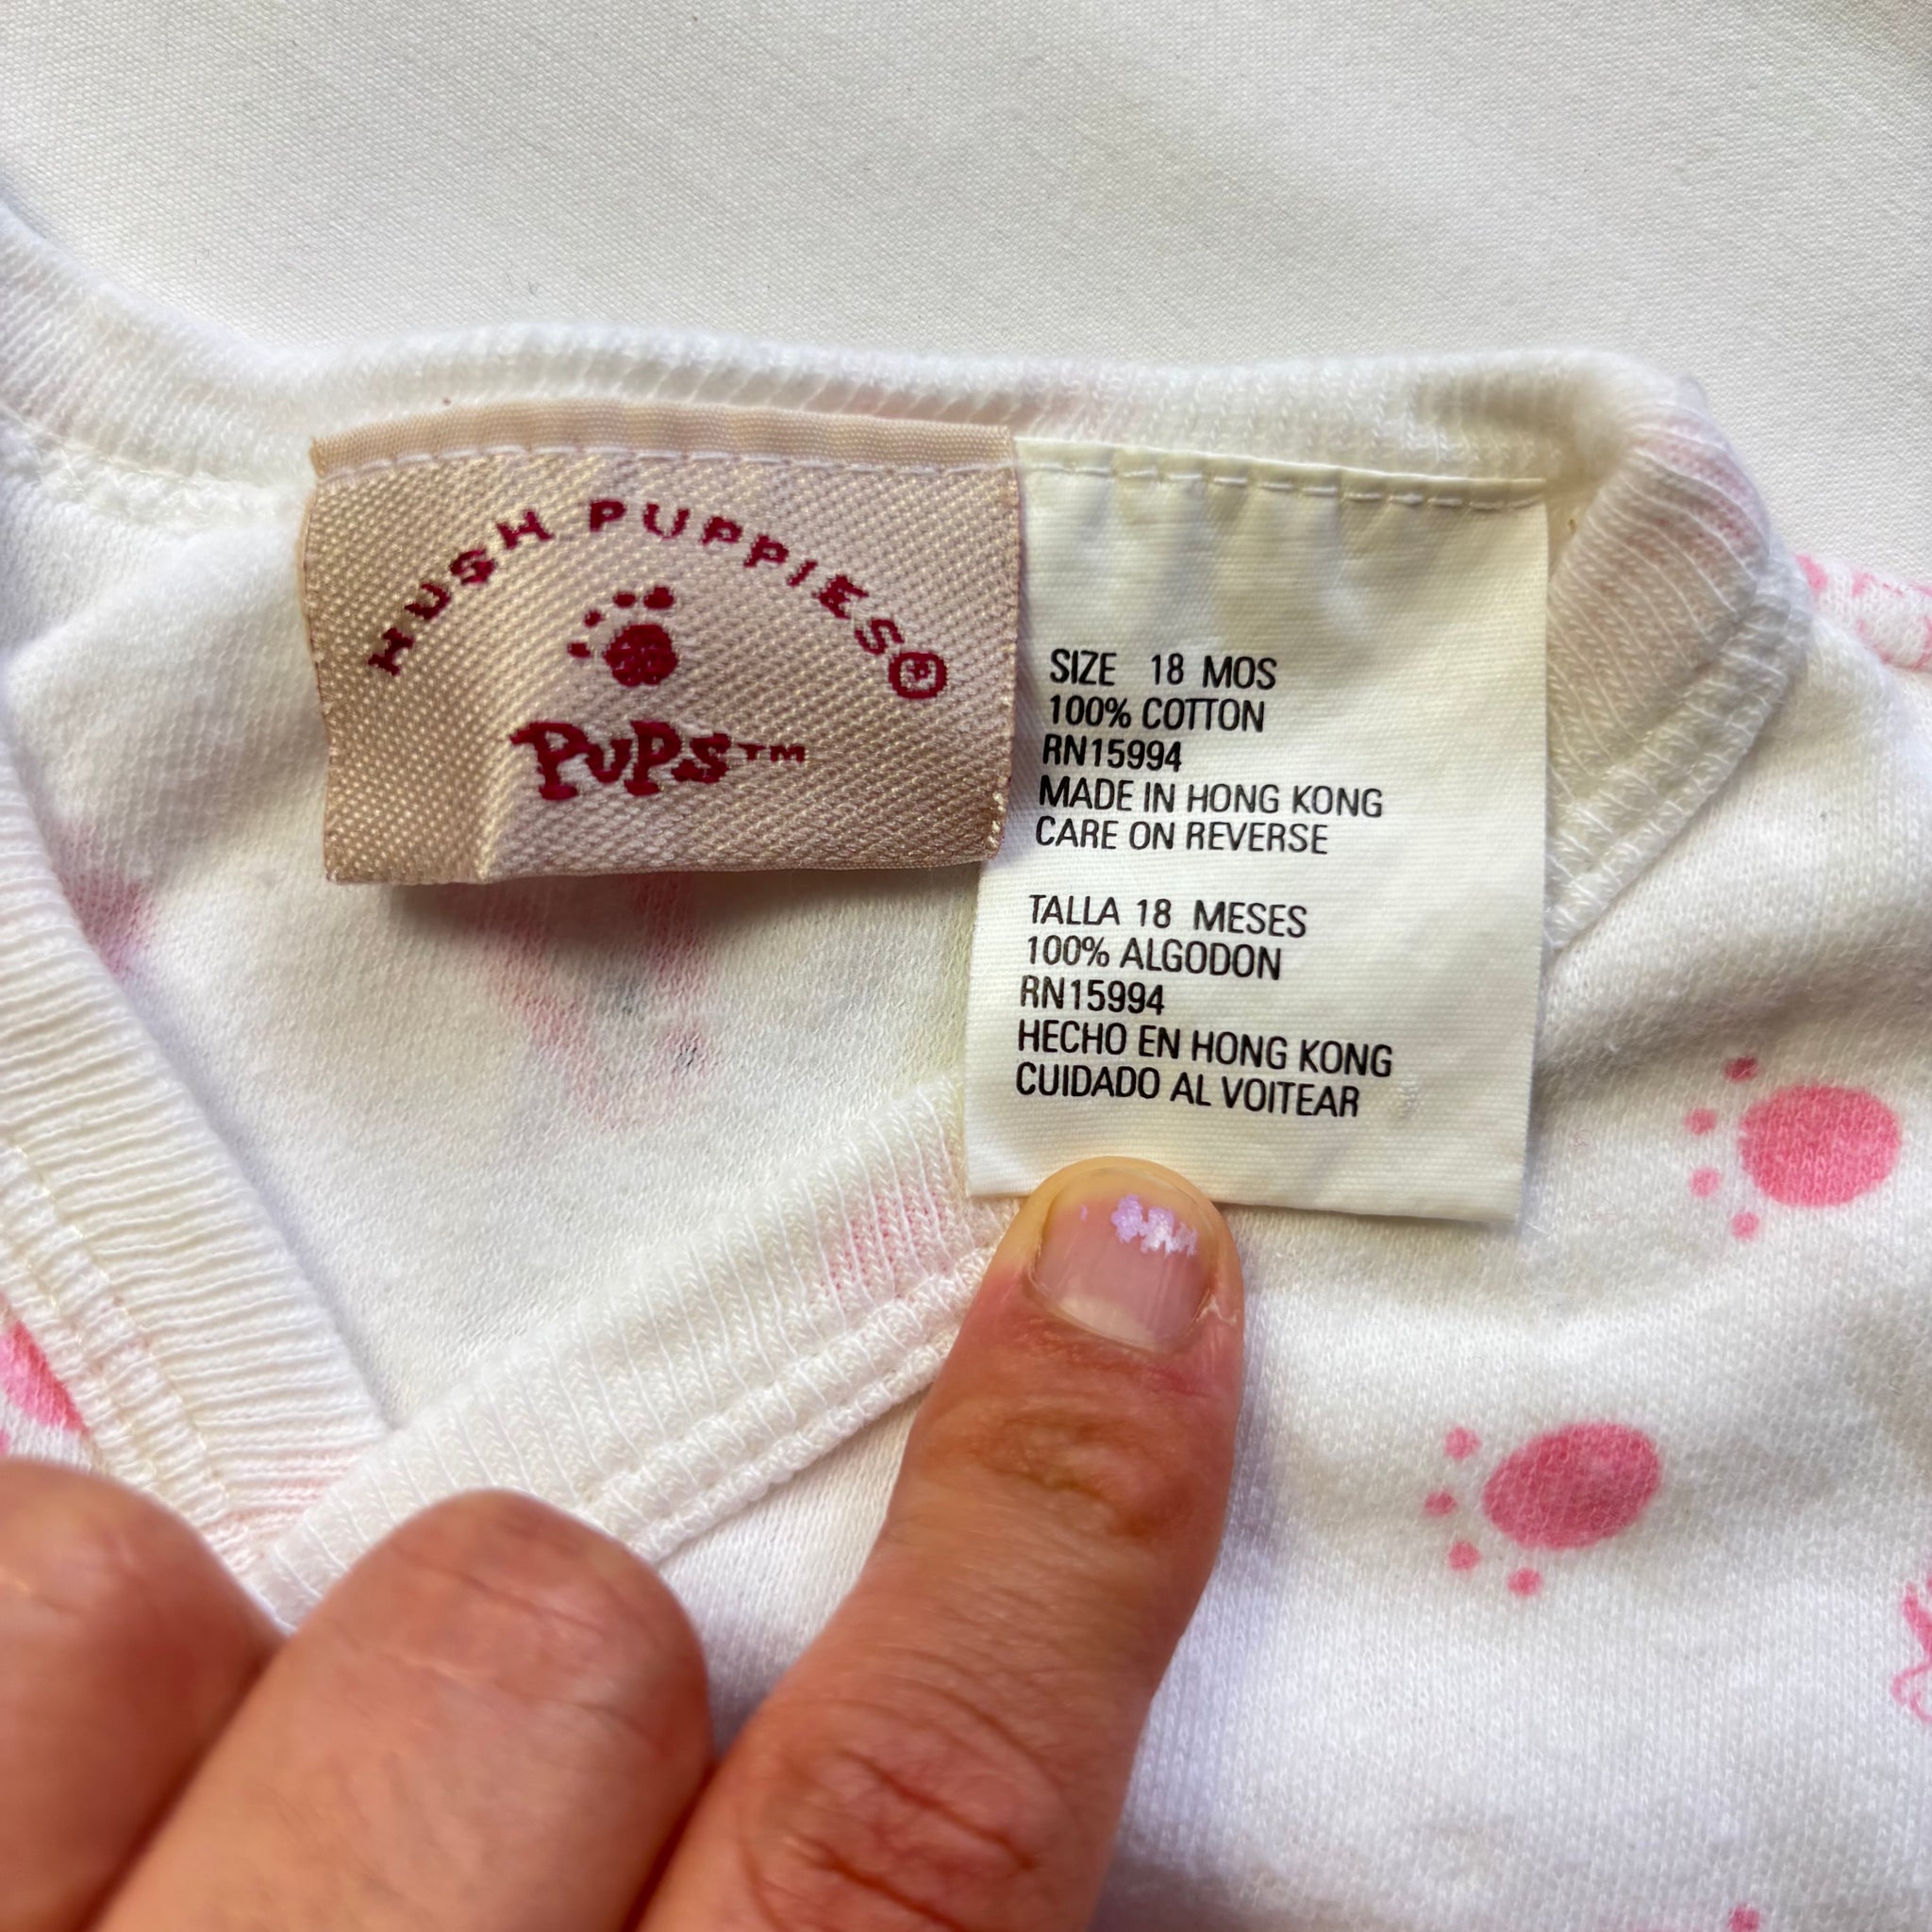 HUSH PUPPIES®
PUPS™
SIZE 18 MOS
100% COTTON
RN15994
MADE IN HONG KONG
CARE ON REVERSE
TALLA 18 MESES
100% ALGODON
RN15994
HECHO EN HONG KONG
CUIDADO AL VOITEAR